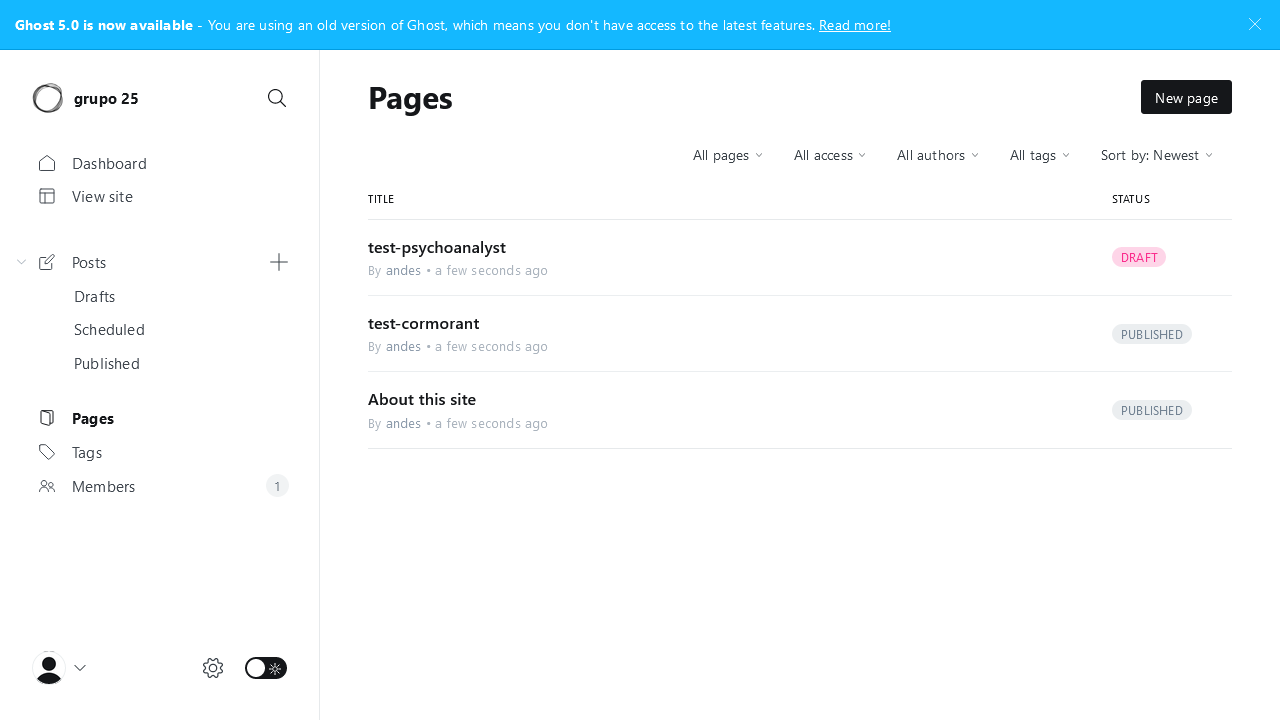 Ghost 5.0 is now available - You are using an old version of Ghost, which means you don't have access to the latest features. Read more!
grupo 25
Dashboard
View site
Posts
Drafts
Scheduled
Published
Pages
Tags
Members 1
Pages
New page
All pages All access All authors All tags Sort by: Newest
TITLE STATUS
test-psychoanalyst
By andes • a few seconds ago
DRAFT
test-cormorant
By andes • a few seconds ago
PUBLISHED
About this site
By andes • a few seconds ago
PUBLISHED